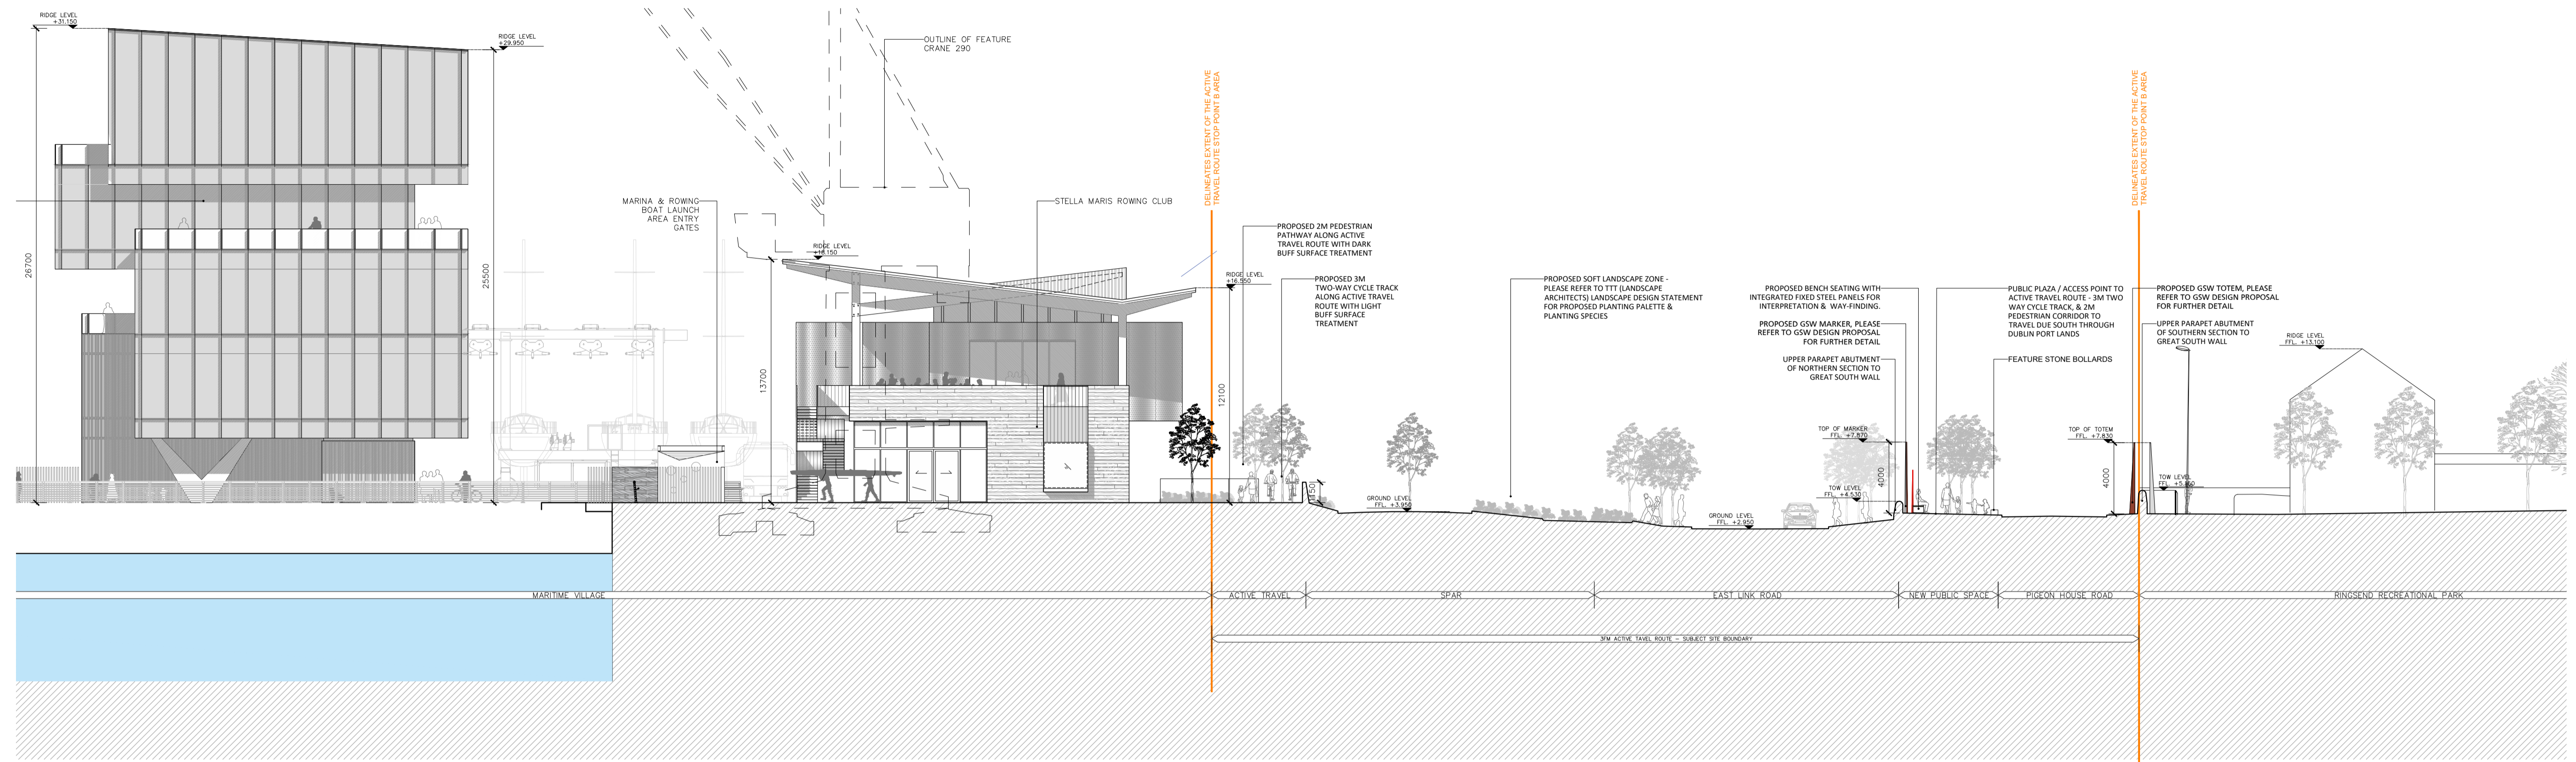 RIDGE LEVEL
+31.150
RIDGE LEVEL
+29.950
26700
25500
OUTLINE OF FEATURE
CRANE 290
MARINA & ROWING
BOAT LAUNCH
AREA ENTRY
GATES
STELLA MARIS ROWING CLUB
RIDGE LEVEL
13700
RIDGE LEVEL
+16.550
12100
DELINEATES EXTENT OF THE ACTIVE
TRAVEL ROUTE STOP POINT B AREA
PROPOSED 2M PEDESTRIAN
PATHWAY ALONG ACTIVE
TRAVEL ROUTE WITH DARK
BUFF SURFACE TREATMENT
PROPOSED 3M
TWO-WAY CYCLE TRACK
ALONG ACTIVE TRAVEL
ROUTE WITH LIGHT
BUFF SURFACE
TREATMENT
GROUND LEVEL
FFL. +3.950
PROPOSED SOFT LANDSCAPE ZONE -
PLEASE REFER TO TTT (LANDSCAPE
ARCHITECTS) LANDSCAPE DESIGN STATEMENT
FOR PROPOSED PLANTING PALETTE &
PLANTING SPECIES
GROUND LEVEL
FFL. +2.950
PROPOSED BENCH SEATING WITH
INTEGRATED FIXED STEEL PANELS FOR
INTERPRETATION & WAY-FINDING.
PROPOSED GSW MARKER, PLEASE
REFER TO GSW DESIGN PROPOSAL
FOR FURTHER DETAIL
UPPER PARAPET ABUTMENT
OF NORTHERN SECTION TO
GREAT SOUTH WALL
TOP OF MARKER
FFL. +7.870
TOW LEVEL
FFL. +4.530
4000
PUBLIC PLAZA / ACCESS POINT TO
ACTIVE TRAVEL ROUTE - 3M TWO
WAY CYCLE TRACK, & 2M
PEDESTRIAN CORRIDOR TO
TRAVEL DUE SOUTH THROUGH
DUBLIN PORT LANDS
FEATURE STONE BOLLARDS
TOP OF TOTEM
FFL. +7.830
4000
DELINEATES EXTENT OF THE ACTIVE
TRAVEL ROUTE STOP POINT B AREA
PROPOSED GSW TOTEM, PLEASE
REFER TO GSW DESIGN PROPOSAL
FOR FURTHER DETAIL
UPPER PARAPET ABUTMENT
OF SOUTHERN SECTION TO
GREAT SOUTH WALL
TOW LEVEL
RIDGE LEVEL
FFL. +13.100
MARITIME VILLAGE
ACTIVE TRAVEL
SPAR
EAST LINK ROAD
NEW PUBLIC SPACE
PIGEON HOUSE ROAD
RINGSEND RECREATIONAL PARK
3FM ACTIVE TAVEL ROUTE - SUBJECT SITE BOUNDARY